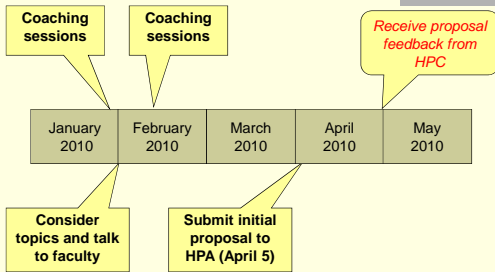 Coaching
sessions
Coaching
sessions
Receive proposal
feedback from
HPC
January
2010
February
2010
March
2010
April
2010
May
2010
Consider
topics and talk
to faculty
Submit initial
proposal to
HPA (April 5)